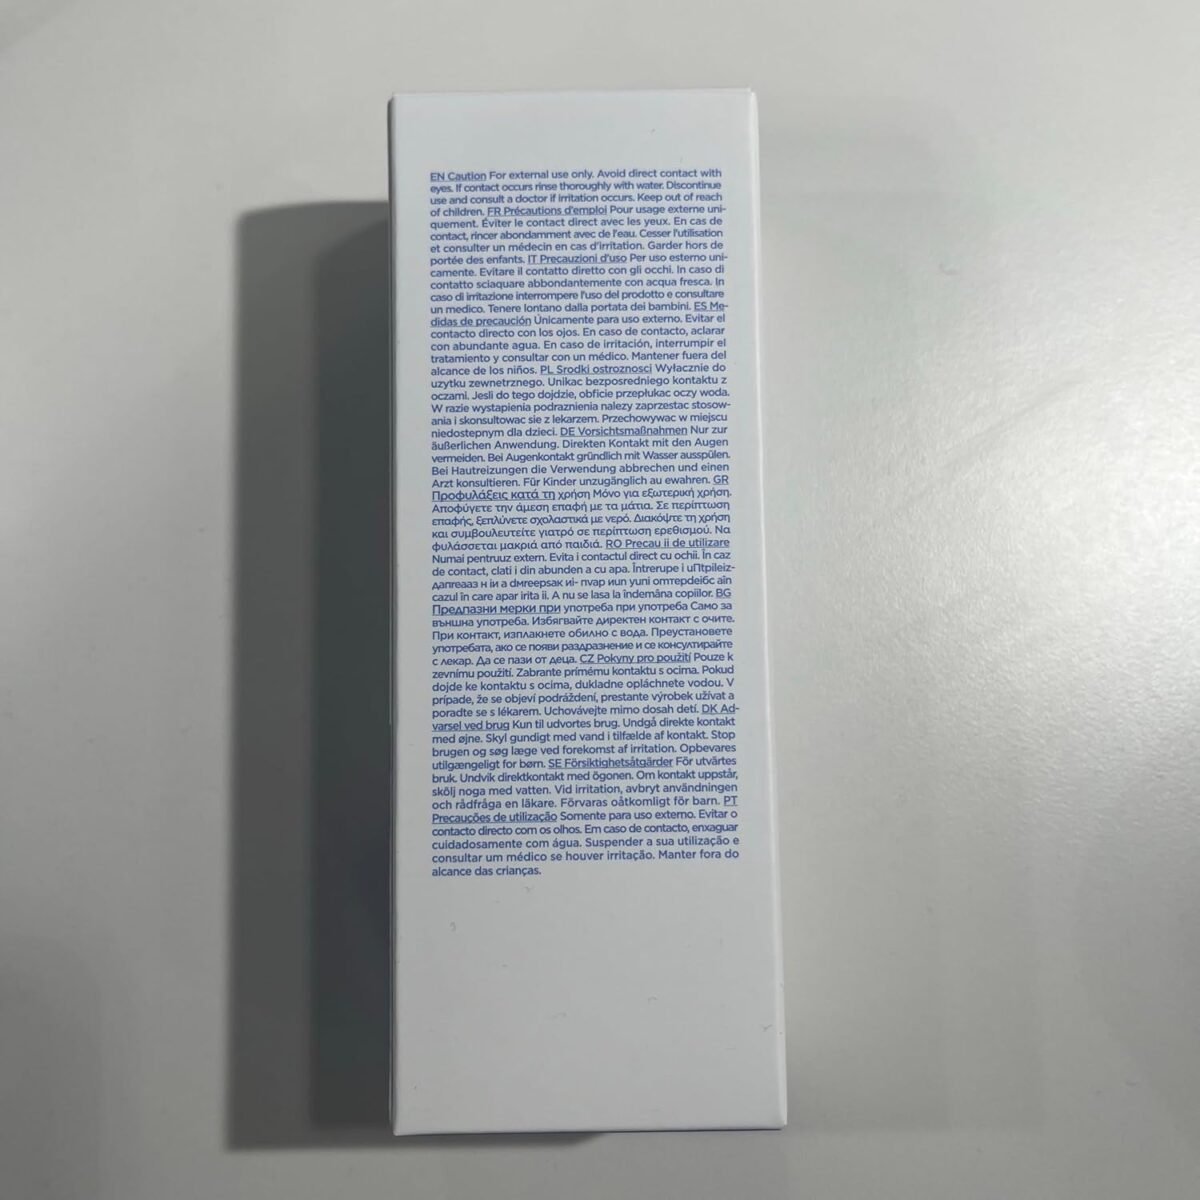 EN Caution For external use only. Avoid direct contact with
eyes. If contact occurs rinse thoroughly with water. Discontinue
use and consult a doctor if irritation occurs. Keep out of reach
of children. FR Précautions d'emploi Pour usage externe uni-
quement. Éviter le contact direct avec les yeux. En cas de
contact, rincer abondamment avec de l'eau. Cesser l'utilisation
et consulter un médecin en cas d'irritation. Garder hors de
portée des enfants. IT Precauzioni d'uso Per uso esterno uni-
camente. Evitare il contatto diretto con gli occhi. In caso di
contatto sciaquare abbondantemente con acqua fresca. In
caso di irritazione interrompere l'uso del prodotto e consultare
un medico. Tenere lontano dalla portata dei bambini. ES Me-
didas de precaución Únicamente para uso externo. Evitar el
contacto directo con los ojos. En caso de contacto, aclarar
con abundante agua. En caso de irritación, interrumpir el
tratamiento y consultar con un médico. Mantener fuera del
alcance de los niños. PL Srodki ostroznosci Wyłacznie do
uzytku zewnetrznego. Unikac bezposredniego kontaktu z
oczami. Jesli do tego dojdzie, obficie przepłukac oczy woda.
W razie wystapienia podraznienia nalezy zaprzestac stosow-
ania i skonsultowac sie z lekarzem. Przechowywac w miejscu
niedostepnym dla dzieci. DE Vorsichtsmaßnahmen Nur zur
äußerlichen Anwendung. Direkten Kontakt mit den Augen
vermeiden. Bei Augenkontakt gründlich mit Wasser ausspülen.
Bei Hautreizungen die Verwendung abbrechen und einen
Arzt konsultieren. Für Kinder unzugänglich au ewahren. GR
Προφυλάξεις κατά τη χρήση Μόνο για εξωτερική χρήση.
Αποφύγετε την άμεση επαφή με τα μάτια. Σε περίπτωση
επαφής, ξεπλύνετε σχολαστικά με νερό. Διακόψτε τη χρήση
και συμβουλευτείτε γιατρό σε περίπτωση ερεθισμού. Να
φυλάσσεται μακριά από παιδιά. RO Precau ii de utilizare
Numai pentruuz extern. Evita i contactul direct cu ochii. În caz
de contact, clati i din abunden a cu apa. Întrerupe i
cazul în care apar irita ii. A nu se lasa la îndemâna copiilor. BG
Предпазни мерки при употреба при употреба Само за
външна употреба. Избягвайте директен контакт с очите.
При контакт, изплакнете обилно с вода. Преустановете
употребата, ако се появи раздразнение и се консултирайте
с лекар. Да се пази от деца. CZ Pokyny pro použití Pouze k
zevnímu použití. Zabrante prímému kontaktu s ocima. Pokud
dojde ke kontaktu s ocima, dukladne opláchnete vodou. V
prípade, že se objeví podráždení, prestante výrobek užívat a
poradte se s lékarem. Uchovávejte mimo dosah detí. DK Ad-
varsel ved brug Kun til udvortes brug. Undgå direkte kontakt
med øjne. Skyl gundigt med vand i tilfælde af kontakt. Stop
brugen og søg læge ved forekomst af irritation. Opbevares
utilgængeligt for børn. SE Försiktighetsåtgärder För utvärtes
bruk. Undvik direktkontakt med ögonen. Om kontakt uppstår,
skölj noga med vatten. Vid irritation, avbryt användningen
och rådfråga en läkare. Förvaras oåtkomligt för barn. PT
Precauções de utilização Somente para uso externo. Evitar o
contacto directo com os olhos. Em caso de contacto, enxaguar
cuidadosamente com água. Suspender a sua utilização e
consultar um médico se houver irritação. Manter fora do
alcance das crianças.